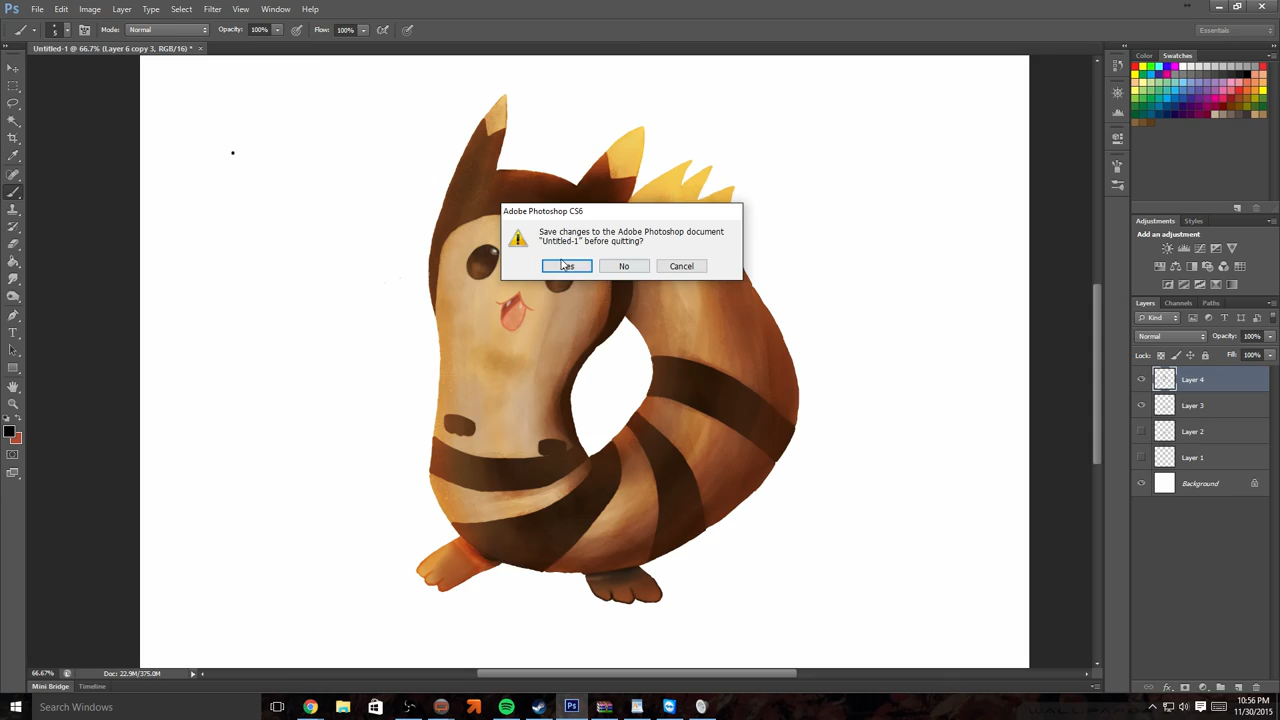 Ps File Edit Image Layer Type Select Filter View Window Help
5 Mode: Normal Opacity: 100% Flow: 100% Essentials
Untitled-1 @ 66.7% (Layer 6 copy 3, RGB/16) * ×
Color Swatches
Adobe Photoshop CS6
Save changes to the Adobe Photoshop document
"Untitled-1" before quitting?
Yes No Cancel
Adjustments Styles
Add an adjustment
Layers Channels Paths
Kind
Normal Opacity: 100%
Lock: Fill: 100%
Layer 4
Layer 3
Layer 2
Layer 1
Background
66.67% Doc: 22.9M/375.0M
Mini Bridge Timeline
Search Windows
10:56 PM
11/30/2015